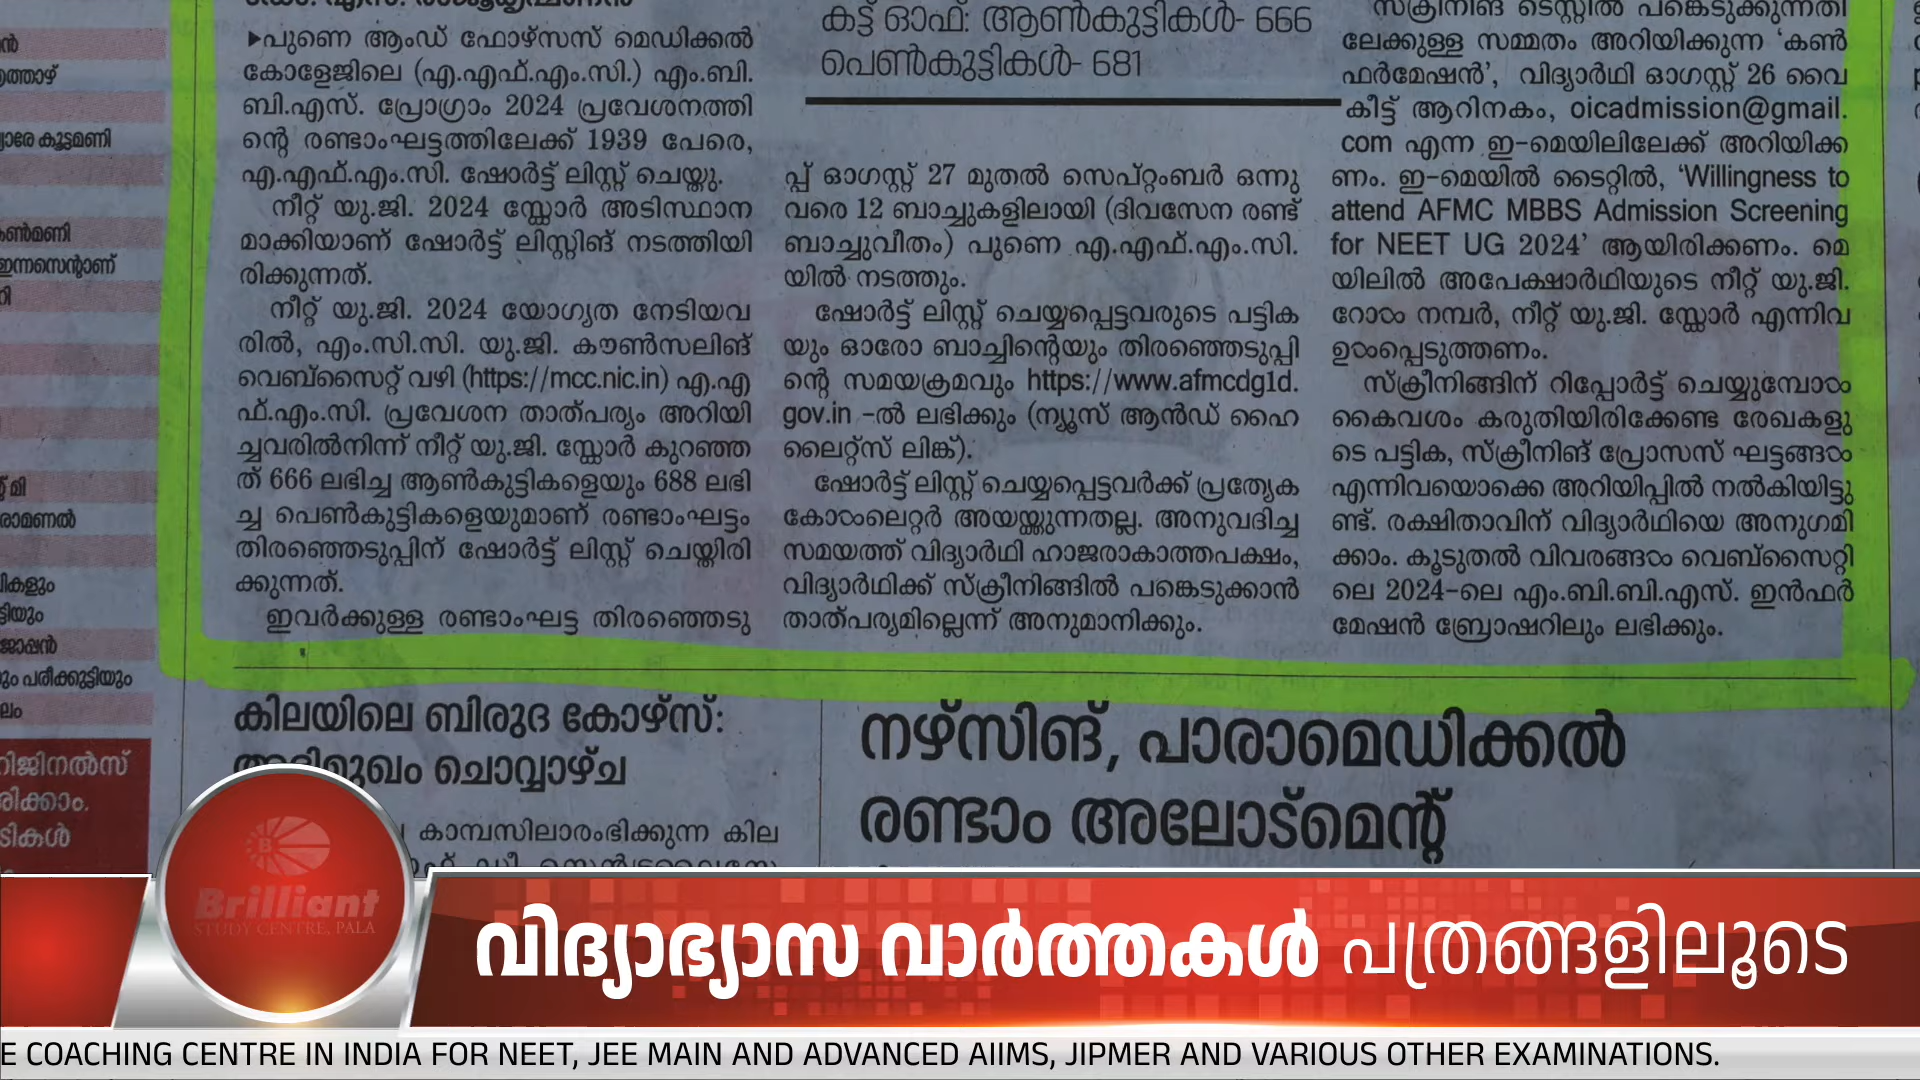 ▶പുണെ ആംഡ് ഫോഴ്സസ് മെഡിക്കൽ
കോളേജിലെ (എ.എഫ്.എം.സി.) എം.ബി.
ബി.എസ്. പ്രോഗ്രാം 2024 പ്രവേശനത്തി
ന്റെ രണ്ടാംഘട്ടത്തിലേക്ക് 1939 പേരെ,
എ.എഫ്.എം.സി. ഷോർട്ട് ലിസ്റ്റ് ചെയ്തു.
നീറ്റ് യു.ജി. 2024 സ്കോർ അടിസ്ഥാന
മാക്കിയാണ് ഷോർട്ട് ലിസ്റ്റിങ് നടത്തിയി
രിക്കുന്നത്.
നീറ്റ് യു.ജി. 2024 യോഗ്യത നേടിയവ
രിൽ, എം.സി.സി. യു.ജി. കൗൺസലിങ്
വെബ്സൈറ്റ് വഴി (https://mcc.nic.in) എ.എ
ഫ്.എം.സി. പ്രവേശന താത്പര്യം അറിയി
ച്ചവരിൽനിന്ന് നീറ്റ് യു.ജി. സ്കോർ കുറഞ്ഞ
ത് 666 ലഭിച്ച ആൺകുട്ടികളെയും 688 ലഭി
ച്ച പെൺകുട്ടികളെയുമാണ് രണ്ടാംഘട്ടം
തിരഞ്ഞെടുപ്പിന് ഷോർട്ട് ലിസ്റ്റ് ചെയ്തിരി
ക്കുന്നത്.
ഇവർക്കുള്ള രണ്ടാംഘട്ട തിരഞ്ഞെടു
കട്ട് ഓഫ്: ആൺകുട്ടികൾ- 666
പെൺകുട്ടികൾ- 681
പ്പ് ഓഗസ്റ്റ് 27 മുതൽ സെപ്റ്റംബർ ഒന്നു
വരെ 12 ബാച്ചുകളിലായി (ദിവസേന രണ്ട്
ബാച്ചുവീതം) പുണെ എ.എഫ്.എം.സി.
യിൽ നടത്തും.
ഷോർട്ട് ലിസ്റ്റ് ചെയ്യപ്പെട്ടവരുടെ പട്ടിക
യും ഓരോ ബാച്ചിന്റെയും തിരഞ്ഞെടുപ്പി
ന്റെ സമയക്രമവും https://www.afmcdg1d.
gov.in -ൽ ലഭിക്കും (ന്യൂസ് ആൻഡ് ഹൈ
ലൈറ്റ്സ് ലിങ്ക്).
ഷോർട്ട് ലിസ്റ്റ് ചെയ്യപ്പെട്ടവർക്ക് പ്രത്യേക
കോൾലെറ്റർ അയയ്ക്കുന്നതല്ല. അനുവദിച്ച
സമയത്ത് വിദ്യാർഥി ഹാജരാകാത്തപക്ഷം,
വിദ്യാർഥിക്ക് സ്ക്രീനിങ്ങിൽ പങ്കെടുക്കാൻ
താത്പര്യമില്ലെന്ന് അനുമാനിക്കും.
സ്ക്രീനിങ് ടെസ്റ്റിൽ പങ്കെടുക്കുന്നതി
ലേക്കുള്ള സമ്മതം അറിയിക്കുന്ന ‘കൺ
ഫർമേഷൻ’, വിദ്യാർഥി ഓഗസ്റ്റ് 26 വൈ
കീട്ട് ആറിനകം, oicadmission@gmail.
com എന്ന ഇ-മെയിലിലേക്ക് അറിയിക്ക
ണം. ഇ-മെയിൽ ടൈറ്റിൽ, ‘Willingness to
attend AFMC MBBS Admission Screening
for NEET UG 2024’ ആയിരിക്കണം. മെ
യിലിൽ അപേക്ഷാർഥിയുടെ നീറ്റ് യു.ജി.
റോൾ നമ്പർ, നീറ്റ് യു.ജി. സ്കോർ എന്നിവ
ഉൾപ്പെടുത്തണം.
സ്ക്രീനിങ്ങിന് റിപ്പോർട്ട് ചെയ്യുമ്പോൾ
കൈവശം കരുതിയിരിക്കേണ്ട രേഖകളു
ടെ പട്ടിക, സ്ക്രീനിങ് പ്രോസസ് ഘട്ടങ്ങൾ
എന്നിവയൊക്കെ അറിയിപ്പിൽ നൽകിയിട്ടു
ണ്ട്. രക്ഷിതാവിന് വിദ്യാർഥിയെ അനുഗമി
ക്കാം. കൂടുതൽ വിവരങ്ങൾ വെബ്സൈറ്റി
ലെ 2024-ലെ എം.ബി.ബി.എസ്. ഇൻഫർ
മേഷൻ ബ്രോഷറിലും ലഭിക്കും.
കിലയിലെ ബിരുദ കോഴ്സ്:
അഭിമുഖം ചൊവ്വാഴ്ച
കാമ്പസിലാരംഭിക്കുന്ന കില
നഴ്സിങ്, പാരാമെഡിക്കൽ
രണ്ടാം അലോട്മെന്റ്
Brilliant
STUDY CENTRE, PALA
വിദ്യാഭ്യാസ വാർത്തകൾ പത്രങ്ങളിലൂടെ
E COACHING CENTRE IN INDIA FOR NEET, JEE MAIN AND ADVANCED AIIMS, JIPMER AND VARIOUS OTHER EXAMINATIONS.